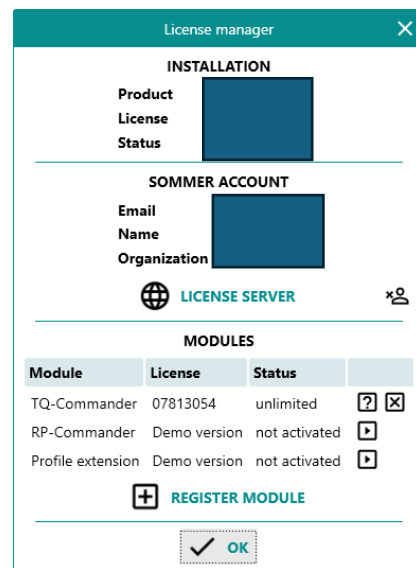 License manager
INSTALLATION
Product
License
Status
SOMMER ACCOUNT
Email
Name
Organization
LICENSE SERVER
MODULES
Module License Status
TQ-Commander 07813054 unlimited
RP-Commander Demo version not activated
Profile extension Demo version not activated
REGISTER MODULE
OK